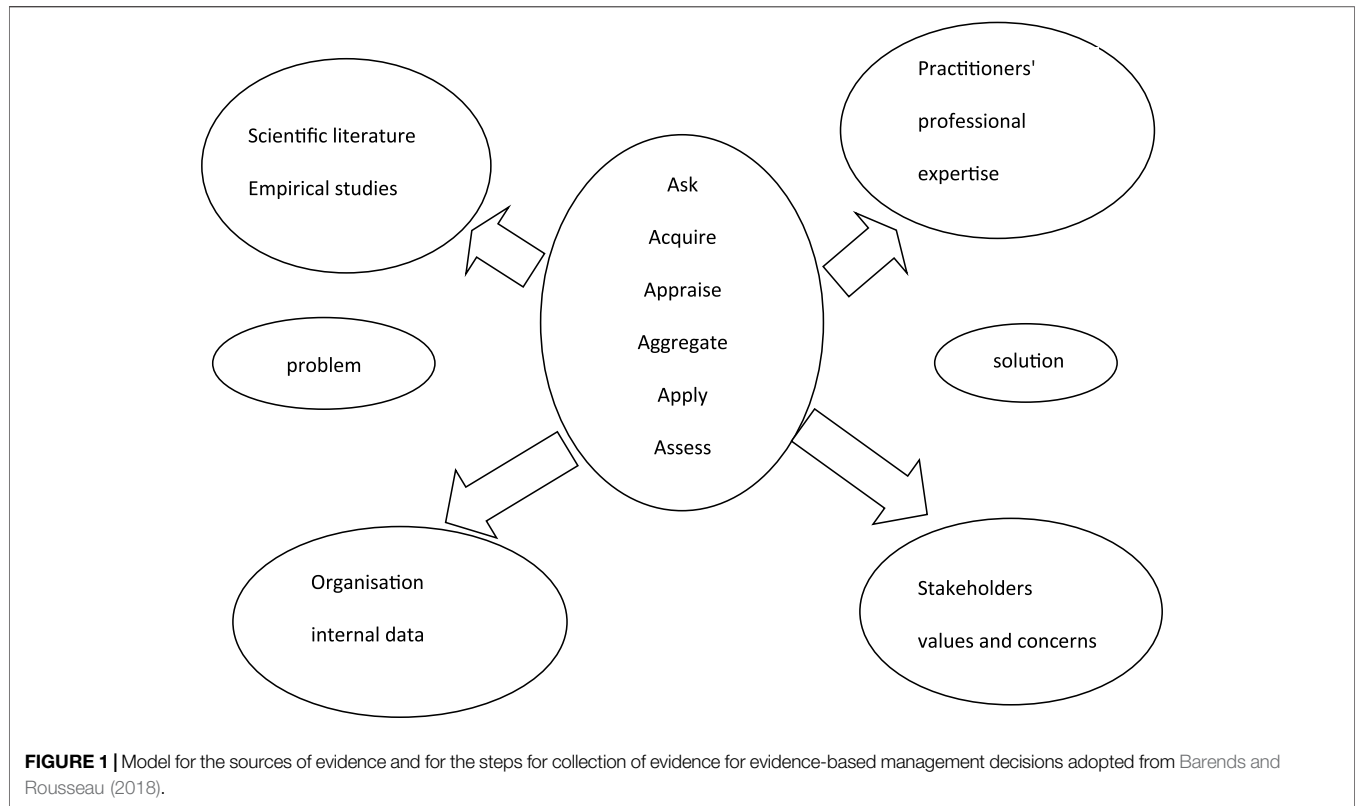 Scientific literature
Empirical studies
Practitioners'
professional
expertise
Ask
Acquire
Appraise
Aggregate
Apply
Assess
problem
solution
Organisation
internal data
Stakeholders
values and concerns
FIGURE 1 | Model for the sources of evidence and for the steps for collection of evidence for evidence-based management decisions adopted from Barends and
Rousseau (2018).